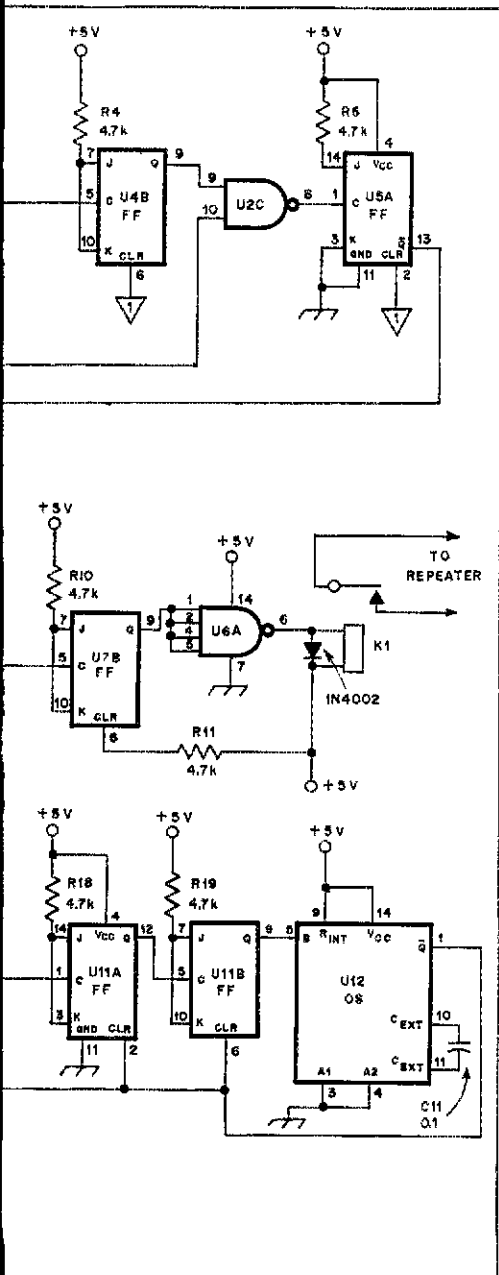 +5V
+5V
R4
4.7k
R5
4.7k
7 J Q 9
5 C U4B
FF
10 K CLR
6
1
9
10
U2C
8
4
14 J VCC
1 C U5A
FF
3 K Q̅ 13
GND CLR
11 2
1
+5V
R10
4.7k
7 J Q 9
5 C U7B
FF
10 K
CLR
6
R11
4.7k
+5V
14
1
2
4
5
U6A
6
7
K1
1N4002
+5V
TO
REPEATER
+5V
R18
4.7k
4
14 J VCC Q 12
1 C U11A
FF
3 K
GND CLR
11 2
+5V
R19
4.7k
7 J Q 9
5 C U11B
FF
10 K
CLR
6
+5V
9 14
5 B RINT VCC
Q̅ 1
U12
OS
CEXT 10
CEXT 11
A1 A2
3 4
C11
0.1